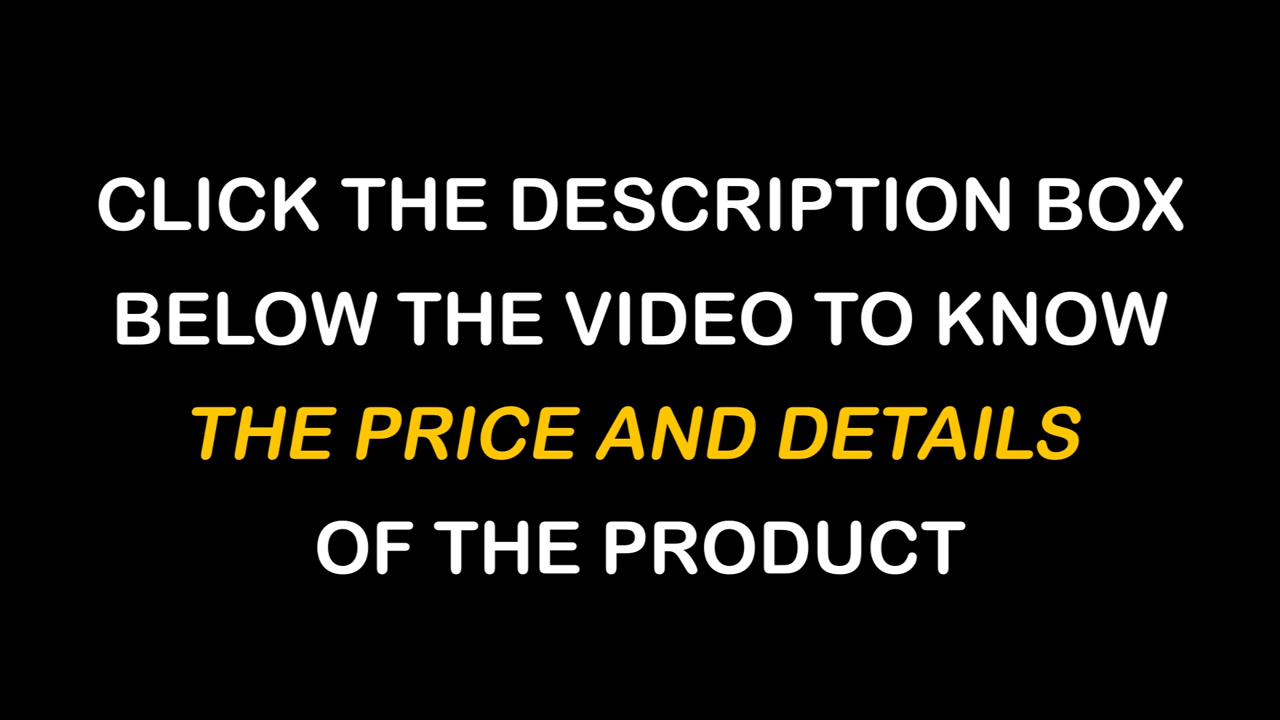 CLICK THE DESCRIPTION BOX
BELOW THE VIDEO TO KNOW
THE PRICE AND DETAILS
OF THE PRODUCT